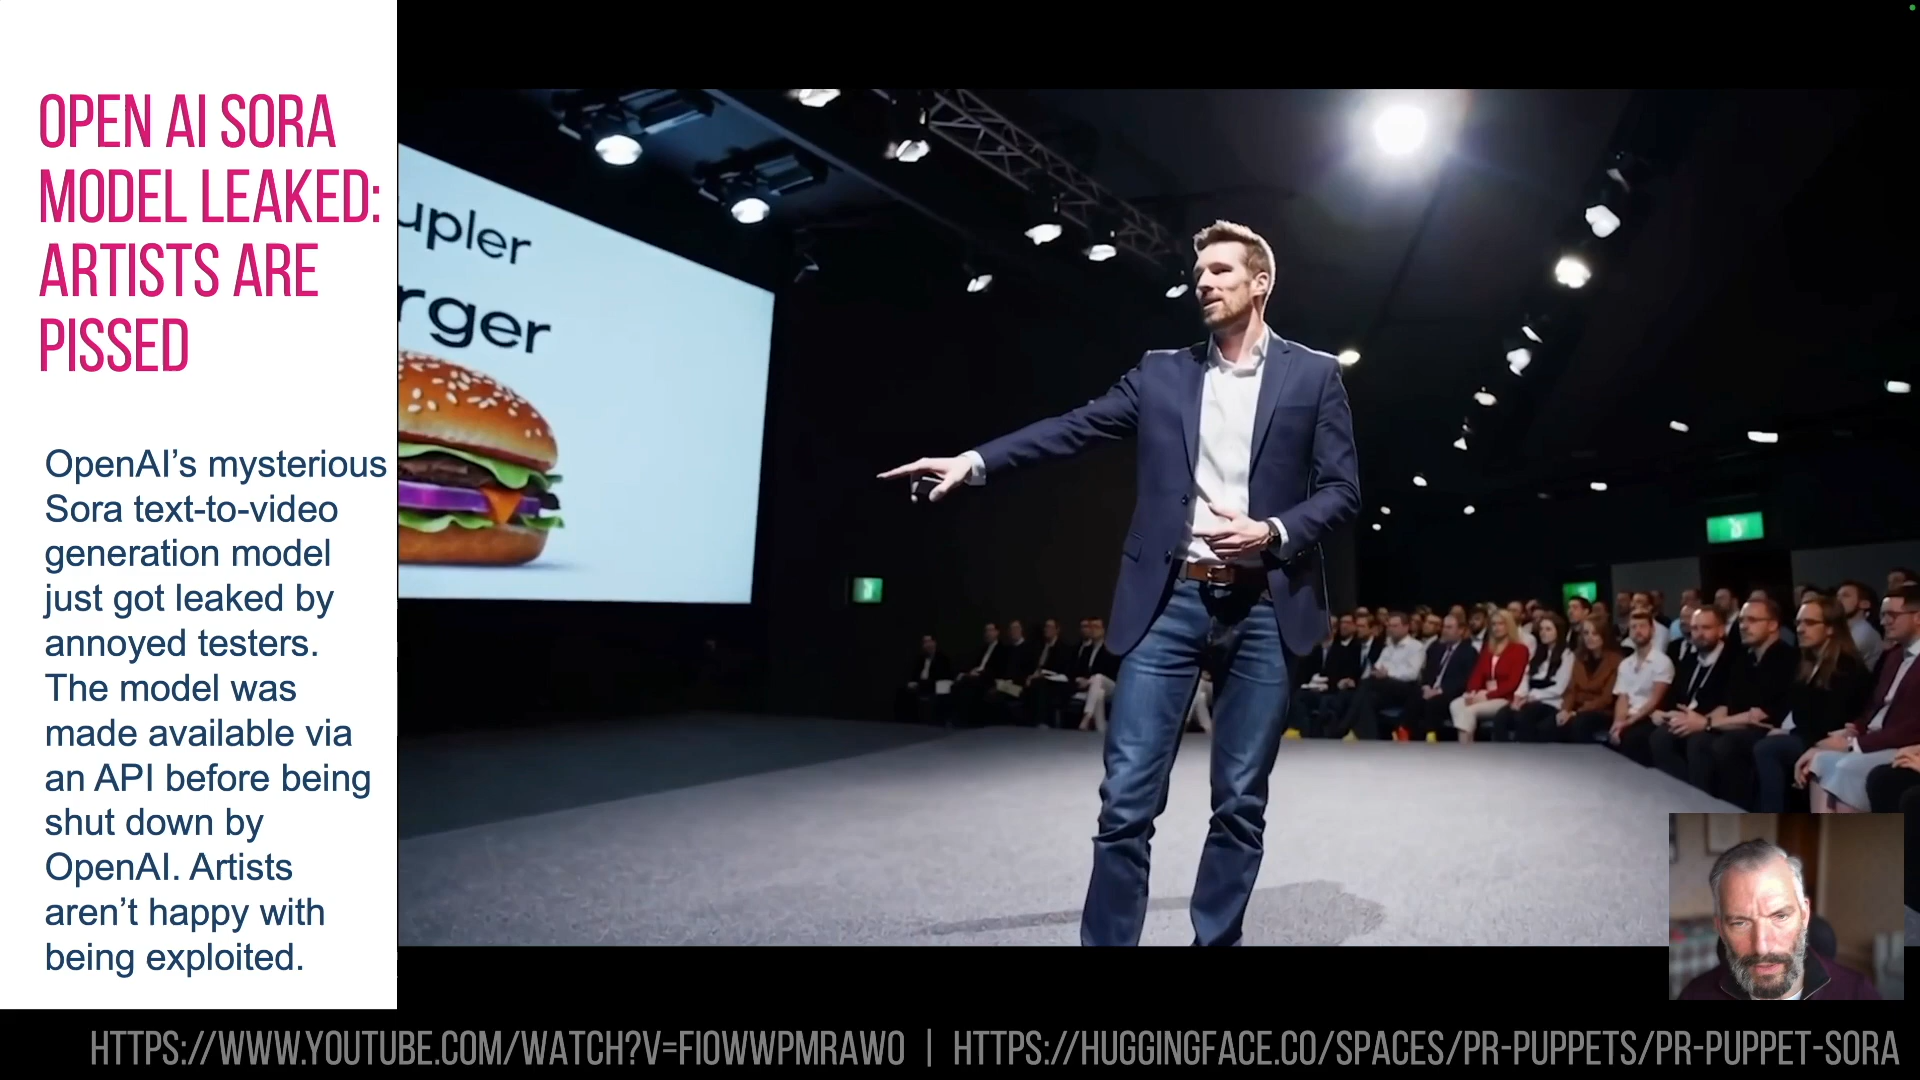 OPEN AI SORA
MODEL LEAKED:
ARTISTS ARE
PISSED
OpenAI’s mysterious
Sora text-to-video
generation model
just got leaked by
annoyed testers.
The model was
made available via
an API before being
shut down by
OpenAI. Artists
aren’t happy with
being exploited.
upler
rger
HTTPS://WWW.YOUTUBE.COM/WATCH?V=FIOWWPMRAWO | HTTPS://HUGGINGFACE.CO/SPACES/PR-PUPPETS/PR-PUPPET-SORA